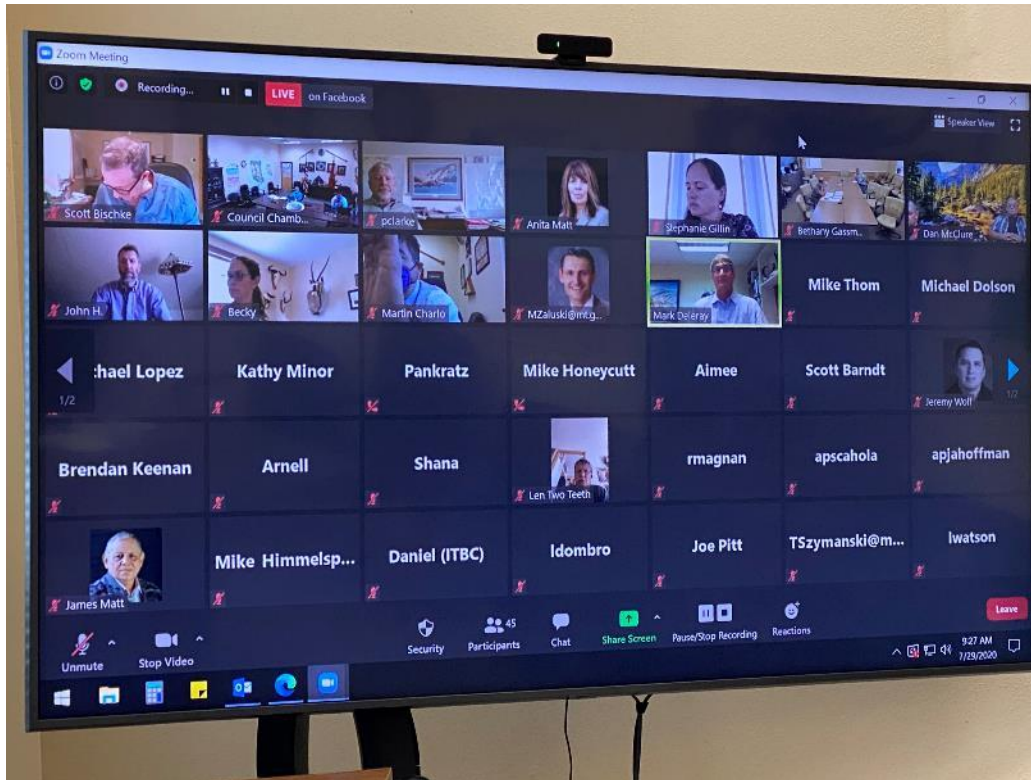 Zoom Meeting
Recording...
LIVE on Facebook
Speaker View
Scott Bischke
Council Chamb...
pclarke
Anita Matt
Stephanie Gillin
Bethany Gassm...
Dan McClure
John H.
Becky
Martin Charlo
MZaluski@mt.g...
Mark Deleray
Mike Thom
Michael Dolson
1/2
chael Lopez
Kathy Minor
Pankratz
Mike Honeycutt
Aimee
Scott Barndt
Jeremy Wolf
1/2
Brendan Keenan
Arnell
Shana
Len Two Teeth
rmagnan
apscahola
apjahoffman
James Matt
Mike Himmelsp...
Daniel (ITBC)
ldombro
Joe Pitt
TSzymanski@m...
lwatson
Unmute
Stop Video
Security
Participants
45
Chat
Share Screen
Pause/Stop Recording
Reactions
Leave
9:27 AM
7/29/2020